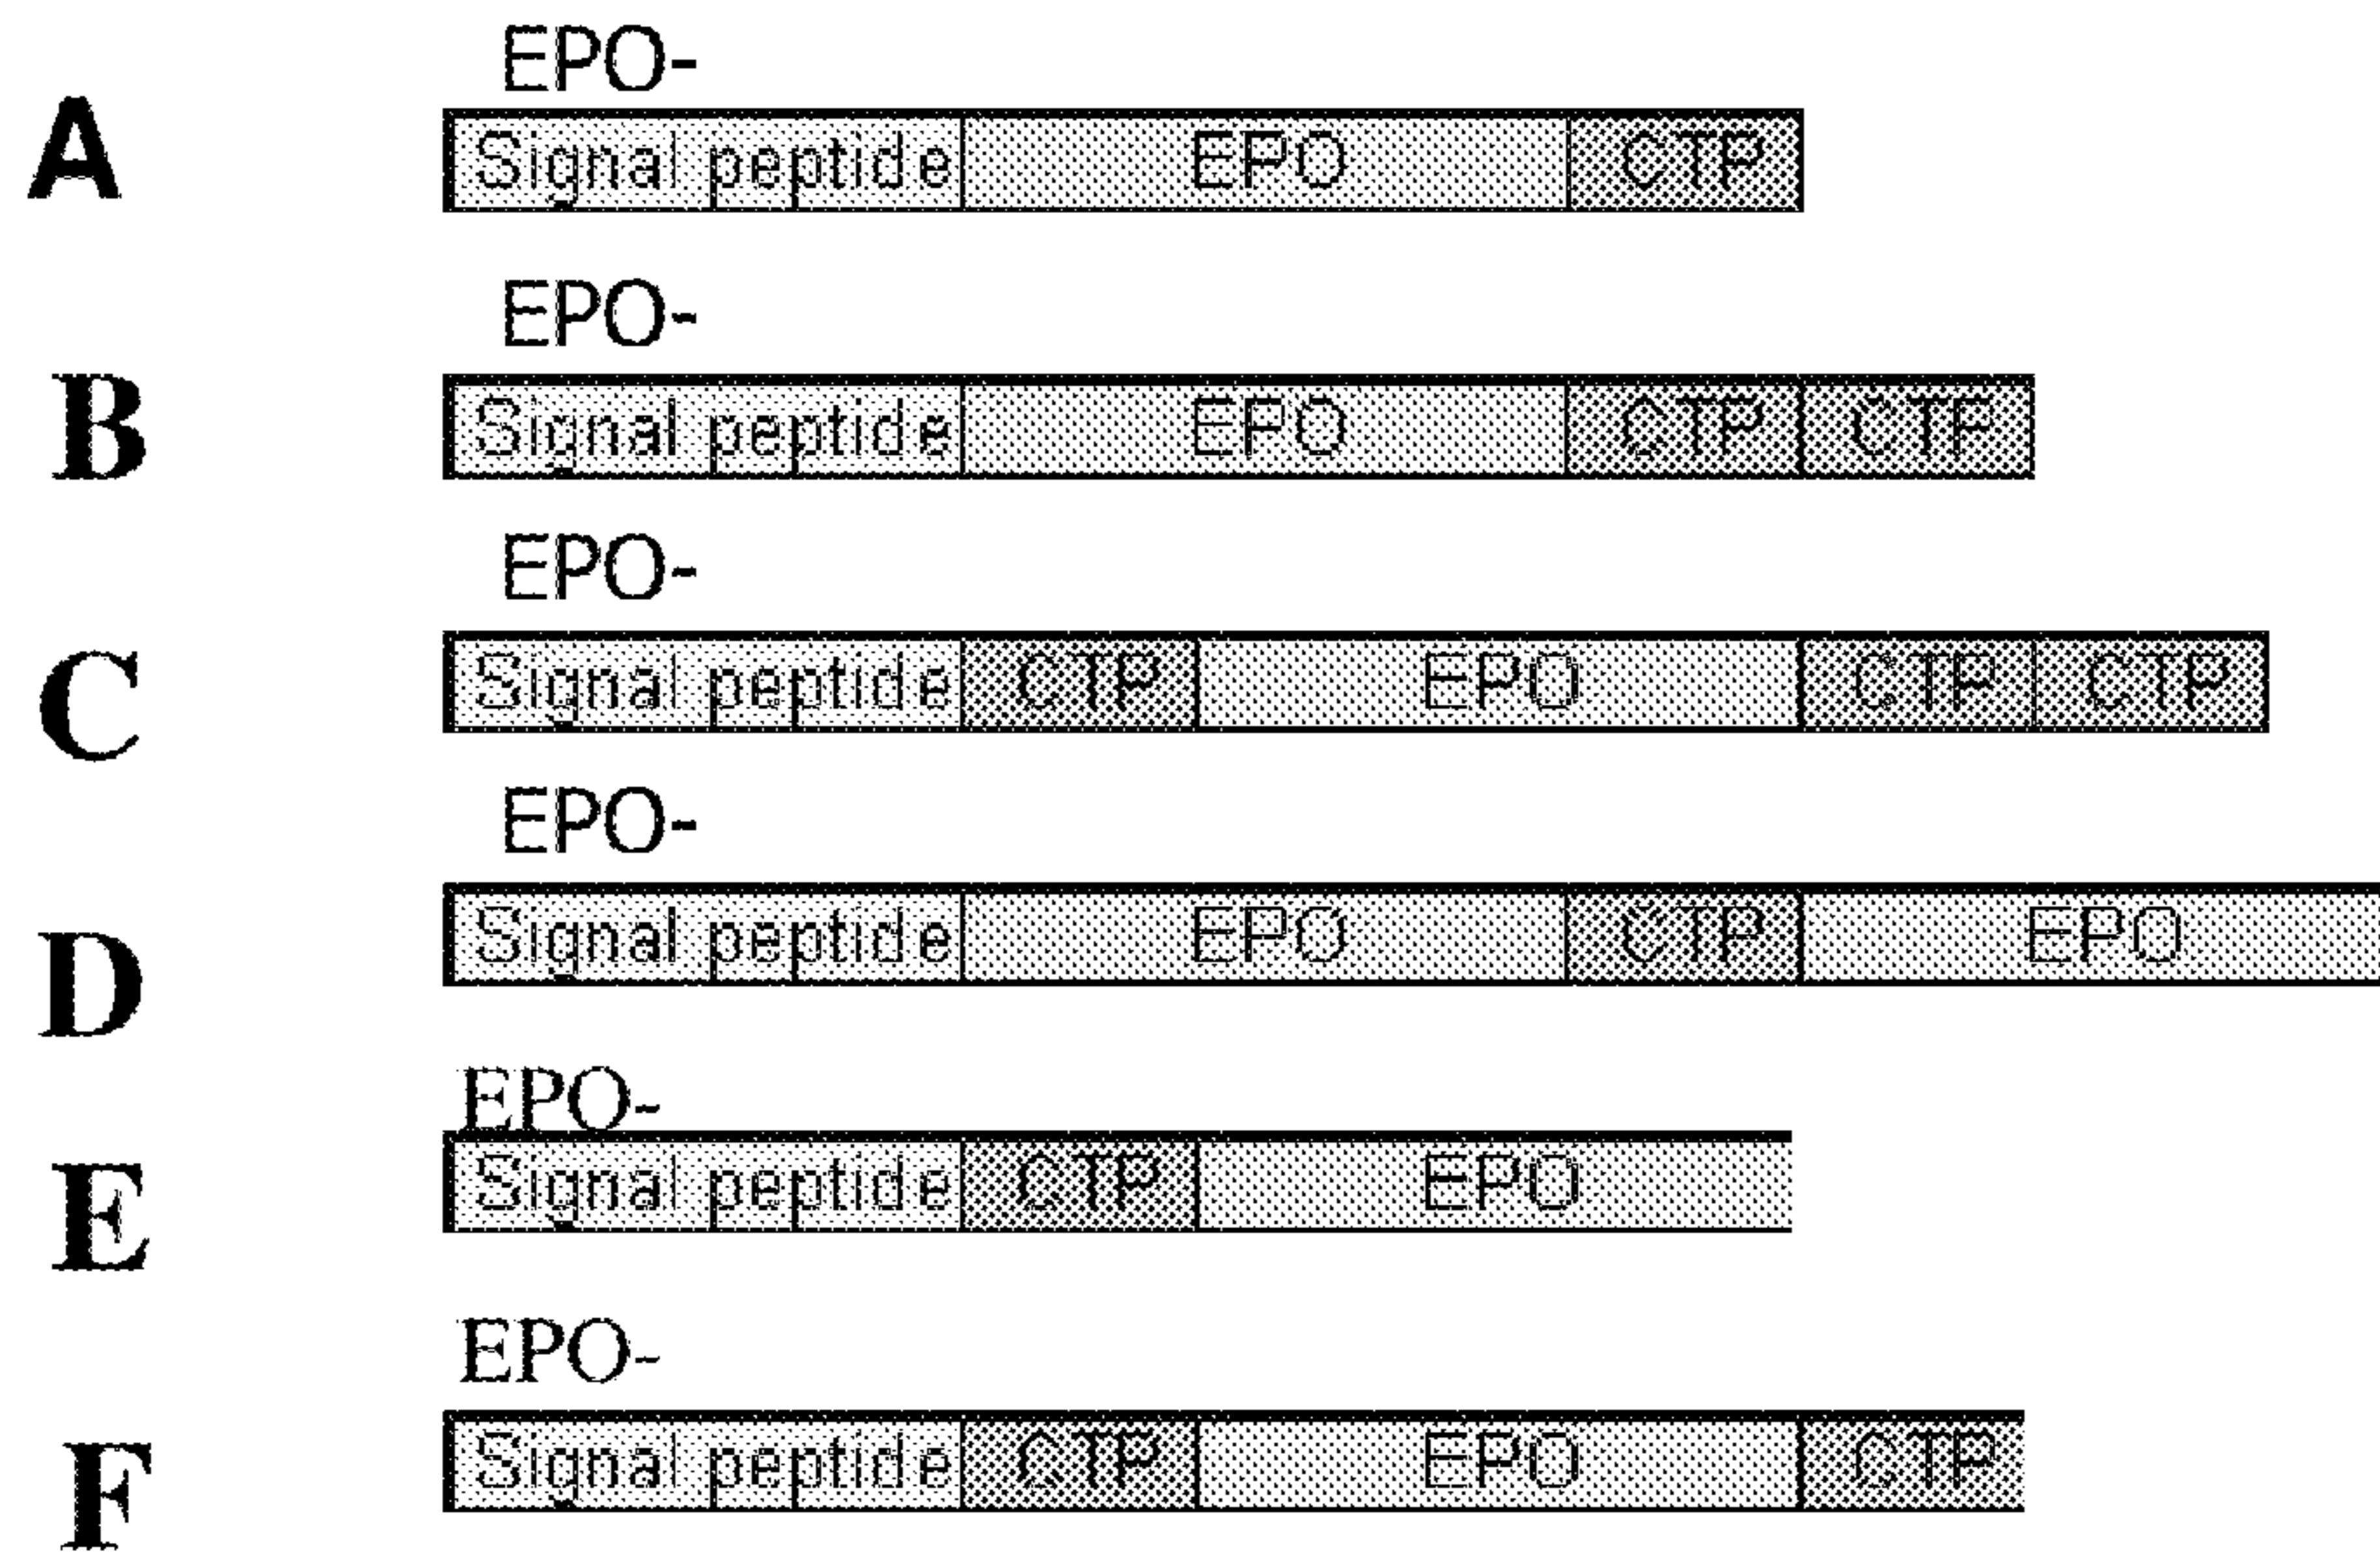 EPO-
A Signal peptide EPO CTP
EPO-
B Signal peptide EPO CTP CTP
EPO-
C Signal peptide CTP EPO CTP CTP
EPO-
D Signal peptide EPO CTP EPO
EPO-
E Signal peptide CTP EPO
EPO-
F Signal peptide CTP EPO CTP